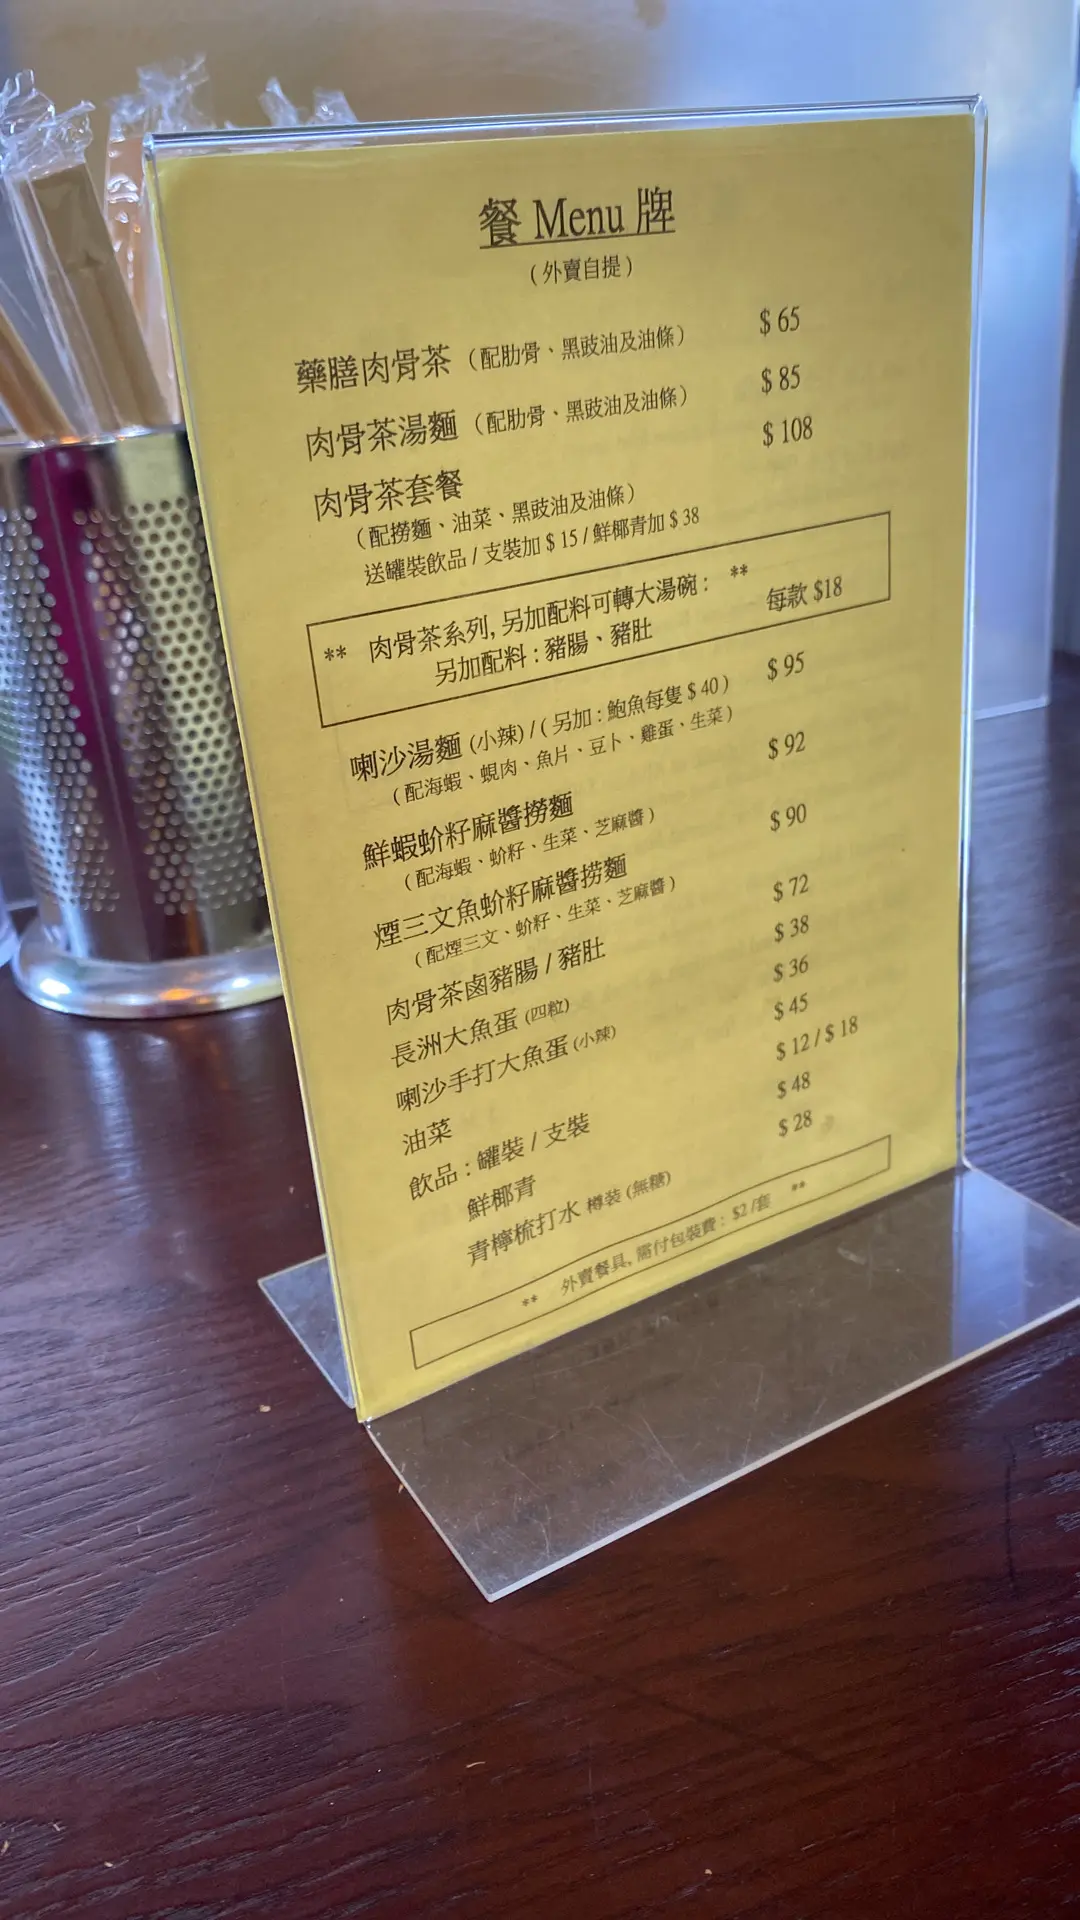 餐 Menu 牌
(外賣自提)
藥膳肉骨茶 (配肋骨、黑豉油及油條) $ 65
肉骨茶湯麵 (配肋骨、黑豉油及油條) $ 85
肉骨茶套餐 $ 108
(配撈麵、油菜、黑豉油及油條)
送罐裝飲品 / 支裝加 $ 15 / 鮮椰青加 $ 38
** 肉骨茶系列, 另加配料可轉大湯碗 : **
另加配料 : 豬腸、豬肚 每款 $18
喇沙湯麵 (小辣) / ( 另加 : 鮑魚每隻 $ 40 ) $ 95
(配海蝦、蜆肉、魚片、豆卜、雞蛋、生菜)
鮮蝦蚧籽麻醬撈麵 $ 92
(配海蝦、蚧籽、生菜、芝麻醬)
煙三文魚蚧籽麻醬撈麵 $ 90
(配煙三文、蚧籽、生菜、芝麻醬)
肉骨茶鹵豬腸 / 豬肚 $ 72
長洲大魚蛋 (四粒) $ 38
喇沙手打大魚蛋 (小辣) $ 36
油菜 $ 45
飲品 : 罐裝 / 支裝 $ 12 / $ 18
鮮椰青 $ 48
青檸梳打水 樽装 (無糖) $ 28
** 外賣餐具, 需付包裝費 : $2 /套 **